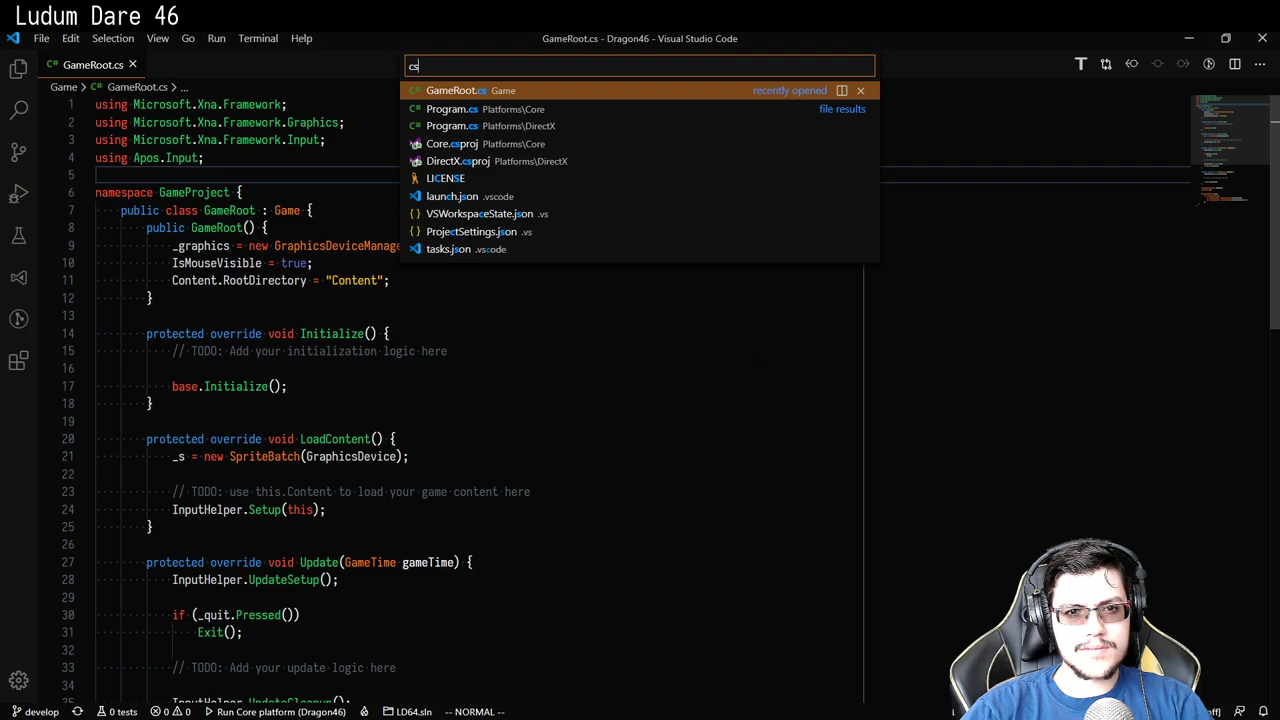 Ludum Dare 46
File Edit Selection View Go Run Terminal Help
GameRoot.cs - Dragon46 - Visual Studio Code
C# GameRoot.cs
cs
Game > C# GameRoot.cs > ...
C# GameRoot.cs Game recently opened
C# Program.cs Platforms\Core file results
C# Program.cs Platforms\DirectX
Core.csproj Platforms\Core
DirectX.csproj Platforms\DirectX
LICENSE
launch.json .vscode
{} VSWorkspaceState.json .vs
{} ProjectSettings.json .vs
tasks.json .vscode
1 using Microsoft.Xna.Framework;
2 using Microsoft.Xna.Framework.Graphics;
3 using Microsoft.Xna.Framework.Input;
4 using Apos.Input;
5
6 namespace GameProject {
7 public class GameRoot : Game {
8 public GameRoot() {
9 _graphics = new GraphicsDeviceManage
10 IsMouseVisible = true;
11 Content.RootDirectory = "Content";
12 }
13
14 protected override void Initialize() {
15 // TODO: Add your initialization logic here
16
17 base.Initialize();
18 }
19
20 protected override void LoadContent() {
21 _s = new SpriteBatch(GraphicsDevice);
22
23 // TODO: use this.Content to load your game content here
24 InputHelper.Setup(this);
25 }
26
27 protected override void Update(GameTime gameTime) {
28 InputHelper.UpdateSetup();
29
30 if (_quit.Pressed())
31 Exit();
32
33 // TODO: Add your update logic here
34
35 InputHelper.UpdateCleanup();
develop 0 tests 0 0 Run Core platform (Dragon46) LD64.sln -- NORMAL --